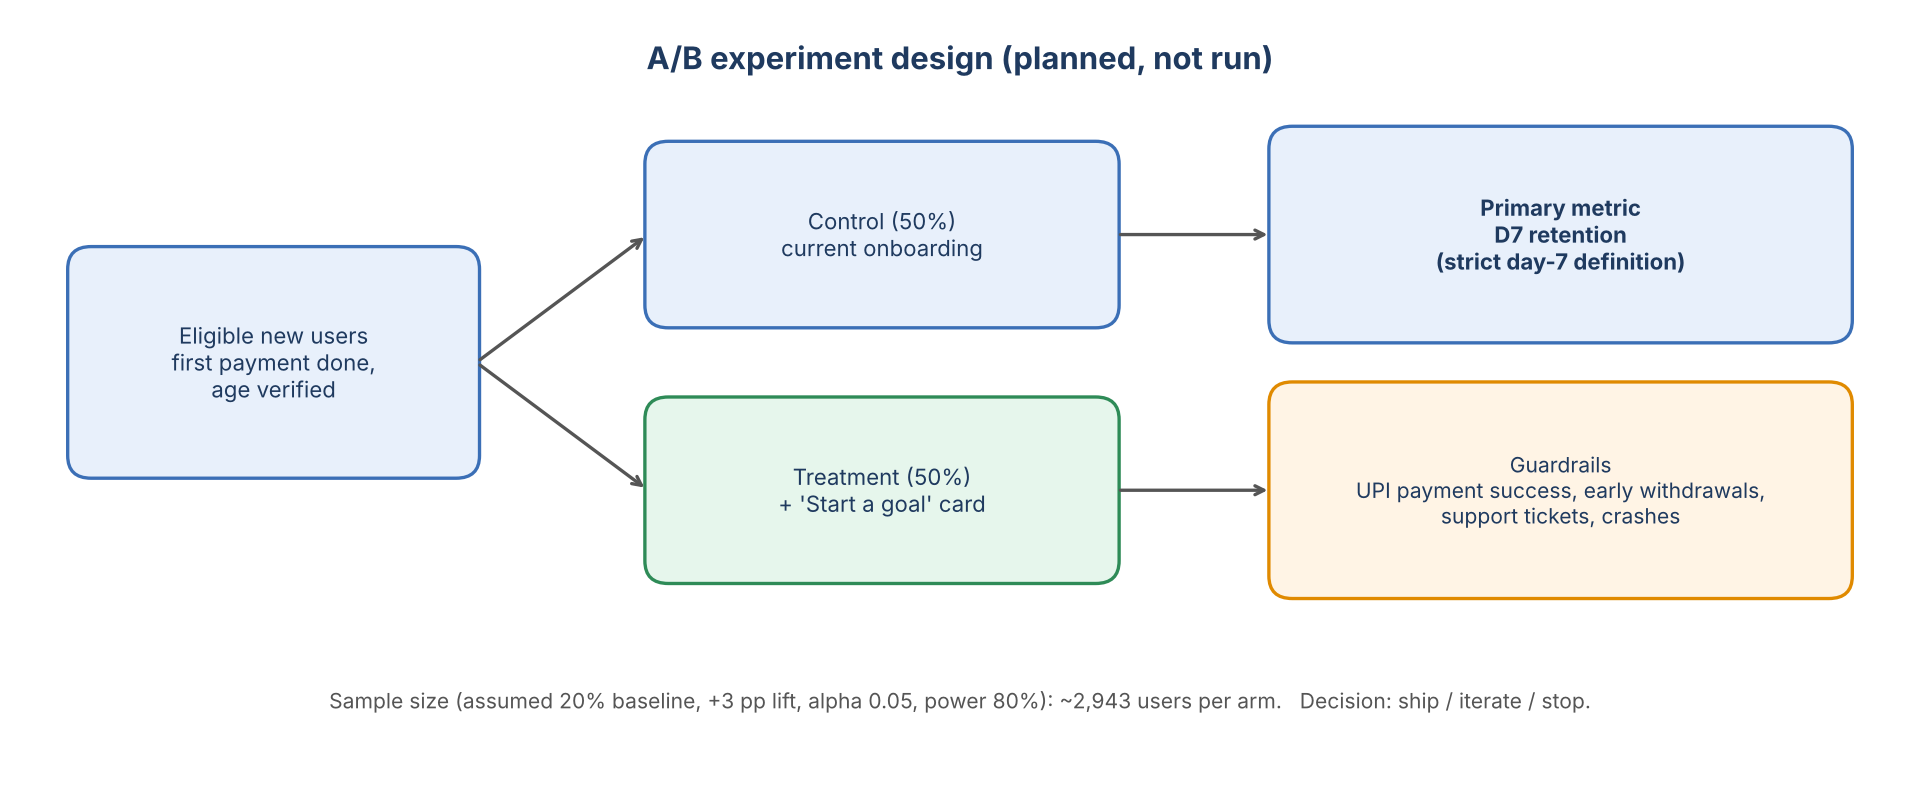 A/B experiment design (planned, not run)
Eligible new users
first payment done,
age verified
Control (50%)
current onboarding
Treatment (50%)
+ 'Start a goal' card
Primary metric
D7 retention
(strict day-7 definition)
Guardrails
UPI payment success, early withdrawals,
support tickets, crashes
Sample size (assumed 20% baseline, +3 pp lift, alpha 0.05, power 80%): ~2,943 users per arm.   Decision: ship / iterate / stop.